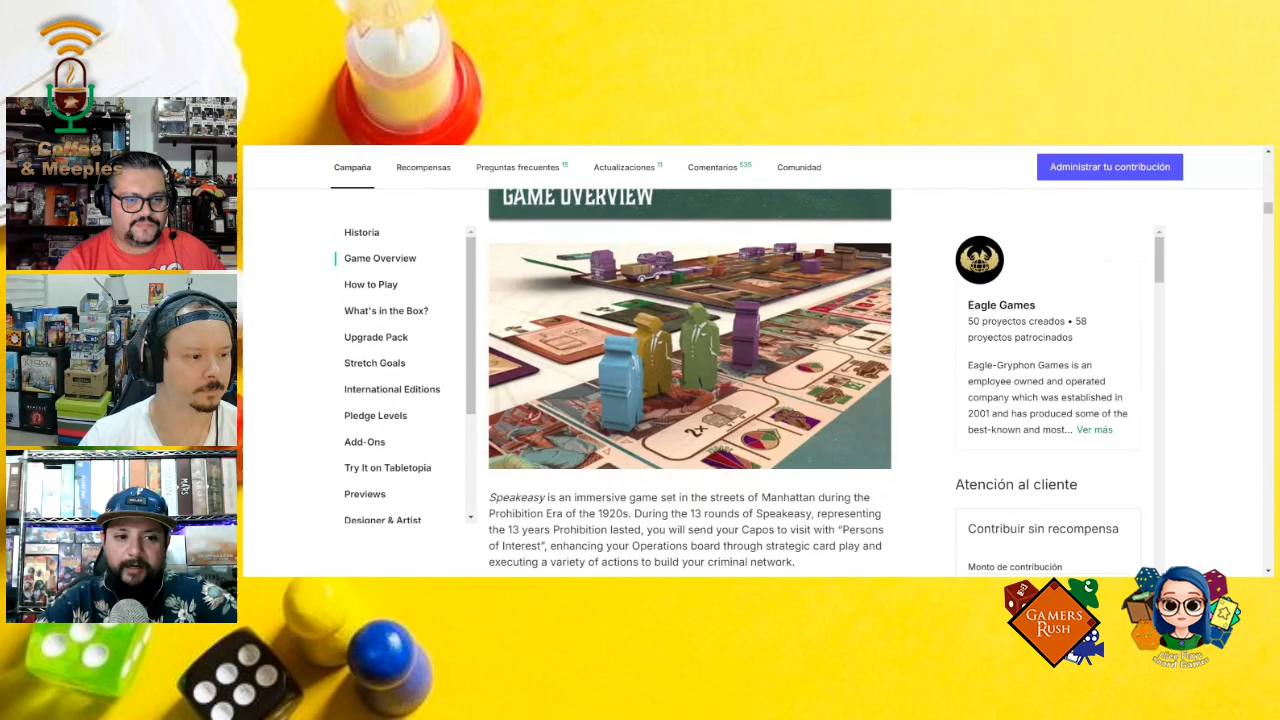 Coffee
& Meeples
Campaña
Recompensas
Preguntas frecuentes 15
Actualizaciones 11
Comentarios 535
Comunidad
Administrar tu contribución
GAME OVERVIEW
Historia
Game Overview
How to Play
What's in the Box?
Upgrade Pack
Stretch Goals
International Editions
Pledge Levels
Add-Ons
Try It on Tabletopia
Previews
Designer & Artist
2x
Speakeasy is an immersive game set in the streets of Manhattan during the
Prohibition Era of the 1920s. During the 13 rounds of Speakeasy, representing
the 13 years Prohibition lasted, you will send your Capos to visit with “Persons
of Interest”, enhancing your Operations board through strategic card play and
executing a variety of actions to build your criminal network.
Eagle Games
50 proyectos creados • 58
proyectos patrocinados
Eagle-Gryphon Games is an
employee owned and operated
company which was established in
2001 and has produced some of the
best-known and most... Ver más
Atención al cliente
Contribuir sin recompensa
Monto de contribución
GAMERS
RUSH
Board Games